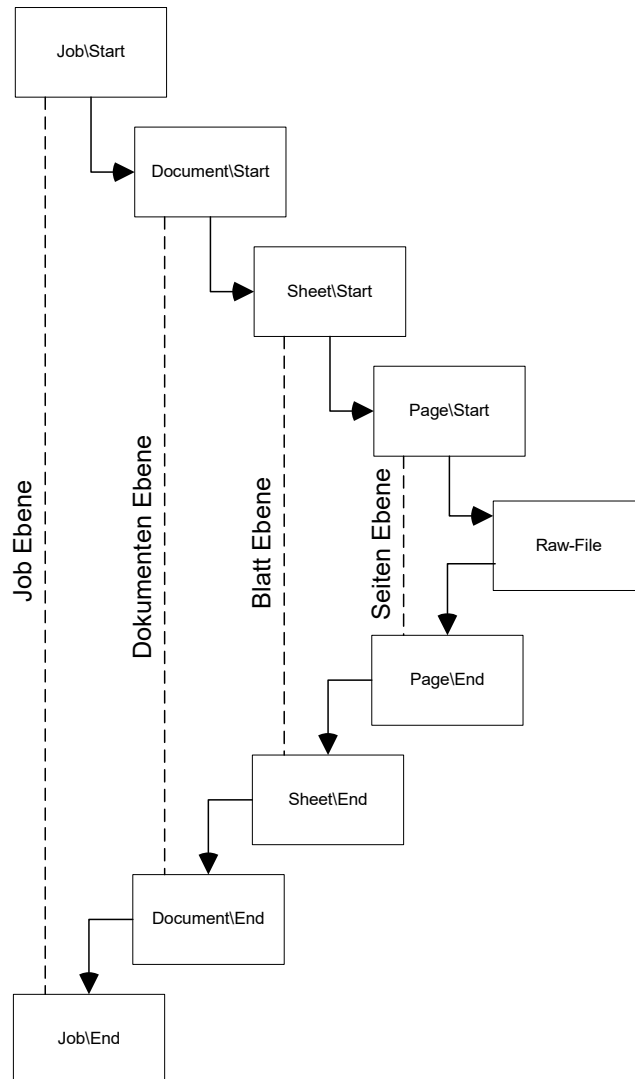 Job\Start
Document\Start
Sheet\Start
Page\Start
Job Ebene
Dokumenten Ebene
Blatt Ebene
Seiten Ebene
Raw-File
Page\End
Sheet\End
Document\End
Job\End